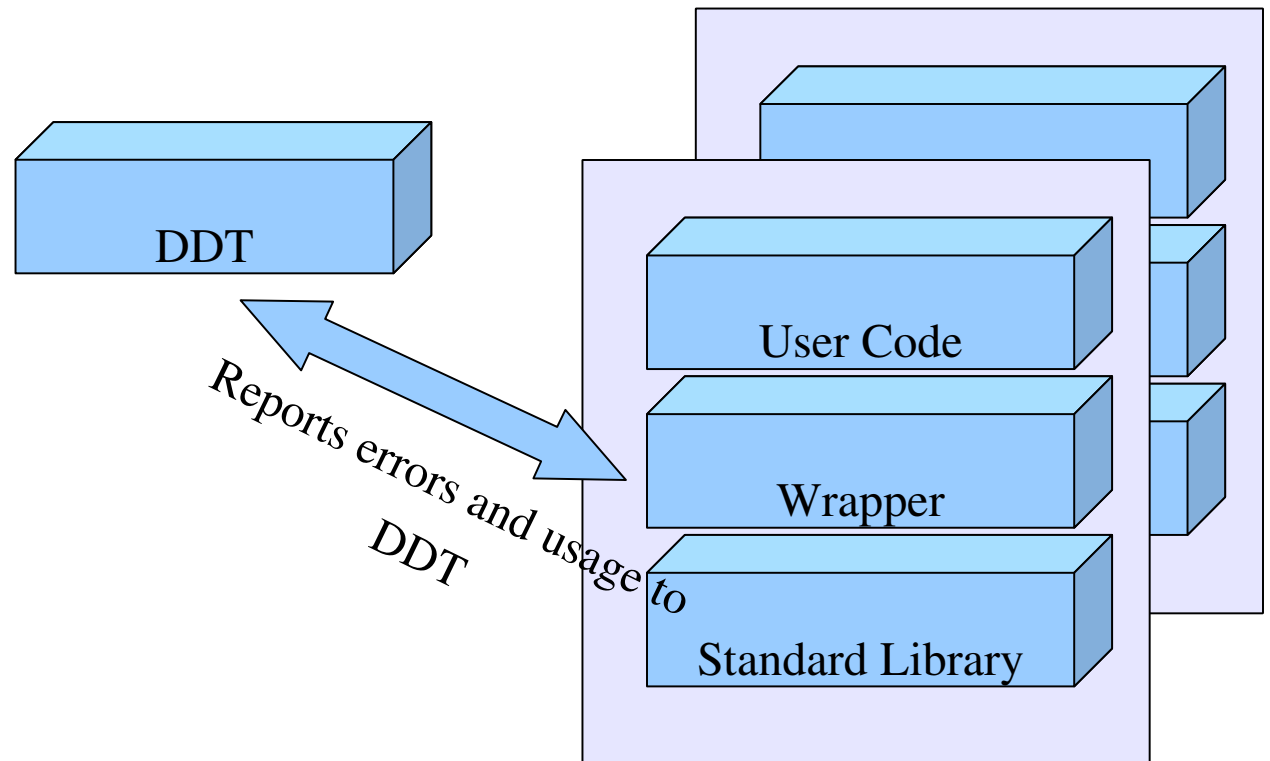 DDT
User Code
Reports errors and usage to
DDT
Wrapper
Standard Library